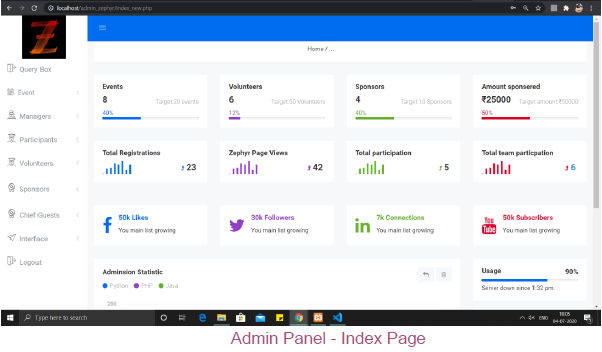 localhost/admin_zephyr/index_new.php
Z
Home / ...
Query Box
Event
Managers
Participants
Volunteers
Sponsors
Chief Guests
Interface
Logout
Events
8
Target:20 events
40%
Volunteers
6
Target:50 Volunteers
12%
Sponsors
4
Target:10 Sponsors
40%
Amount sponsered
₹25000
Target amount:₹50000
50%
Total Registrations
23
Zephyr Page Views
42
Total participation
5
Total team particpation
6
50k Likes
You main list growing
30k Followers
You main list growing
7k Connections
You main list growing
50k Subscribers
You main list growing
Adminsion Statistic
Python PHP Java
200
Usage 90%
Server down since 1:32 pm.
Type here to search
ENG
18:05
04-07-2020
Admin Panel - Index Page